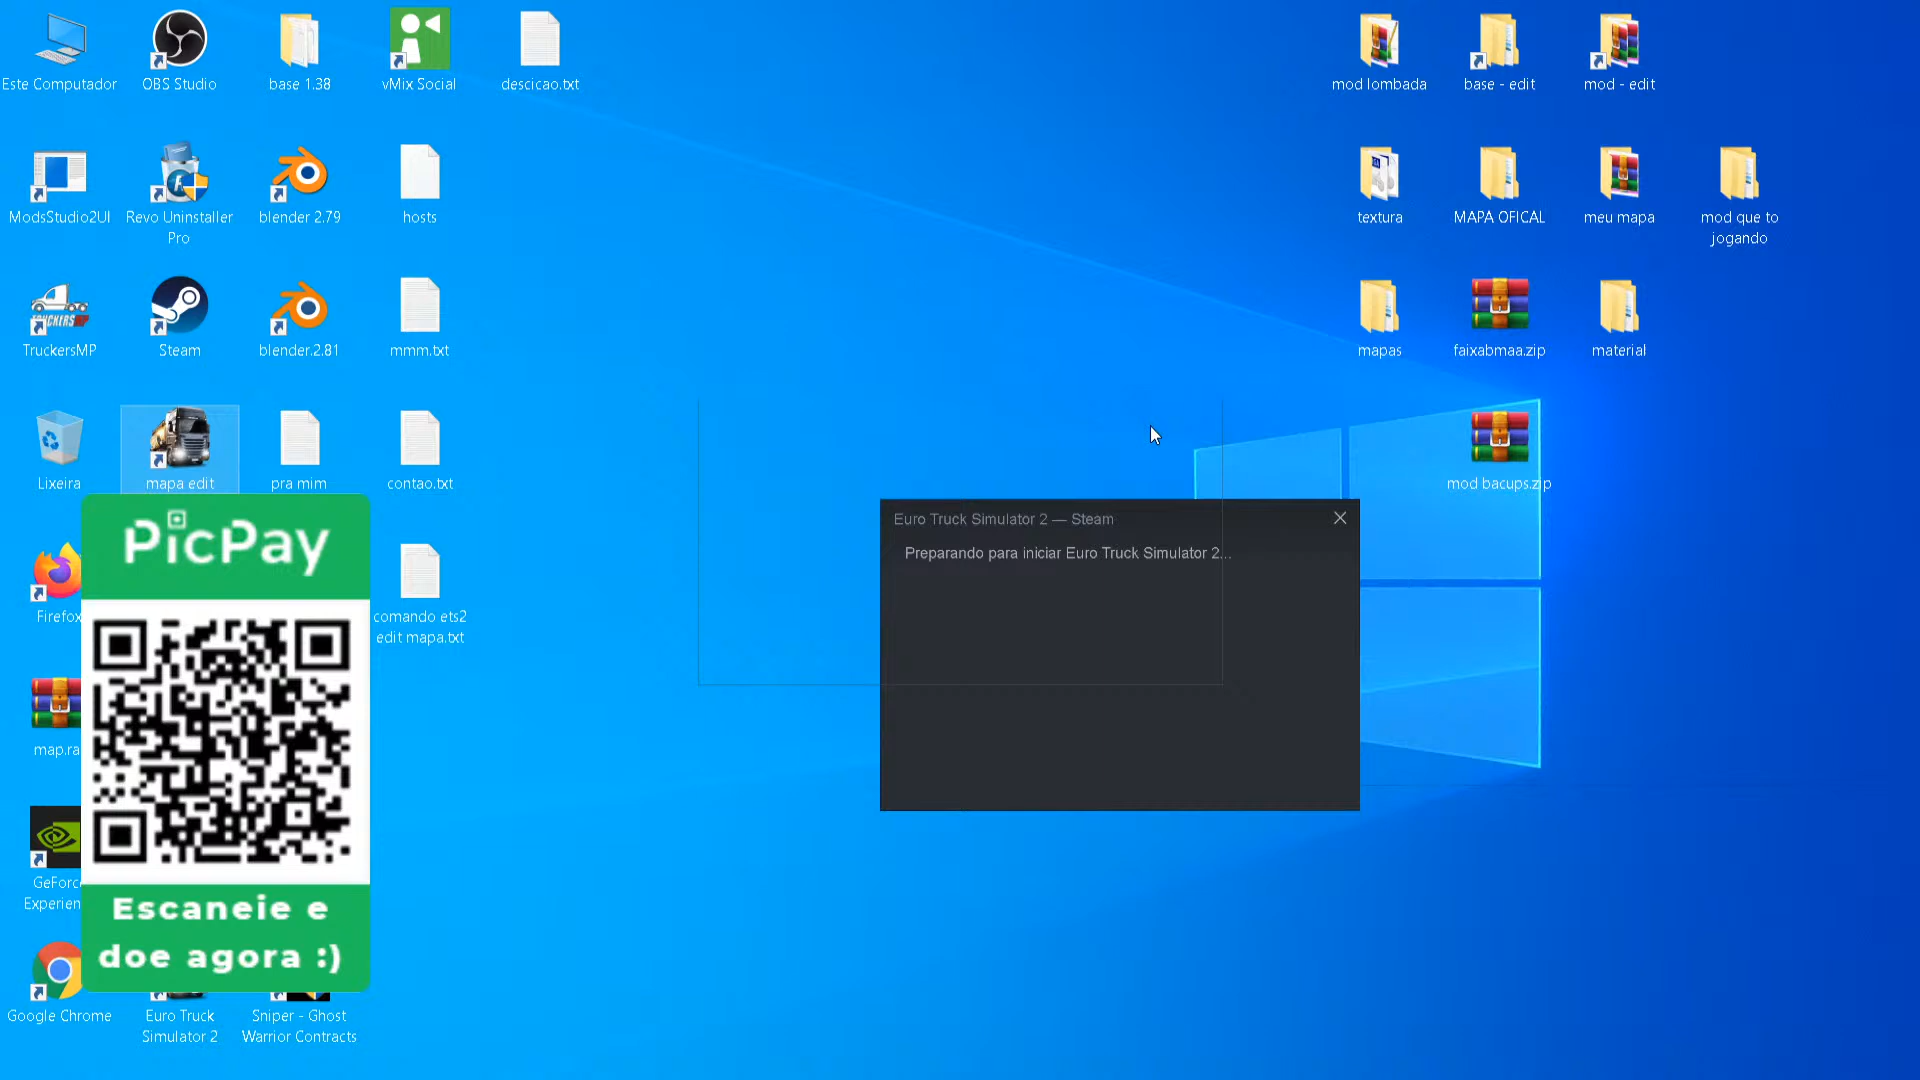 Este Computador
OBS Studio
base 1.38
vMix Social
descicao.txt
mod lombada
base - edit
mod - edit
ModsStudio2UI
Revo Uninstaller
Pro
blender 2.79
hosts
textura
MAPA OFICAL
meu mapa
mod que to
jogando
TruckersMP
Steam
blender.2.81
mmm.txt
mapas
faixabmaa.zip
material
Lixeira
mapa edit
pra mim
contao.txt
mod bacups.zip
PicPay
Euro Truck Simulator 2 — Steam
Preparando para iniciar Euro Truck Simulator 2...
Firefox
comando ets2
edit mapa.txt
map.ra
GeForc
Experien
Escaneie e
doe agora :)
Google Chrome
Euro Truck
Simulator 2
Sniper - Ghost
Warrior Contracts